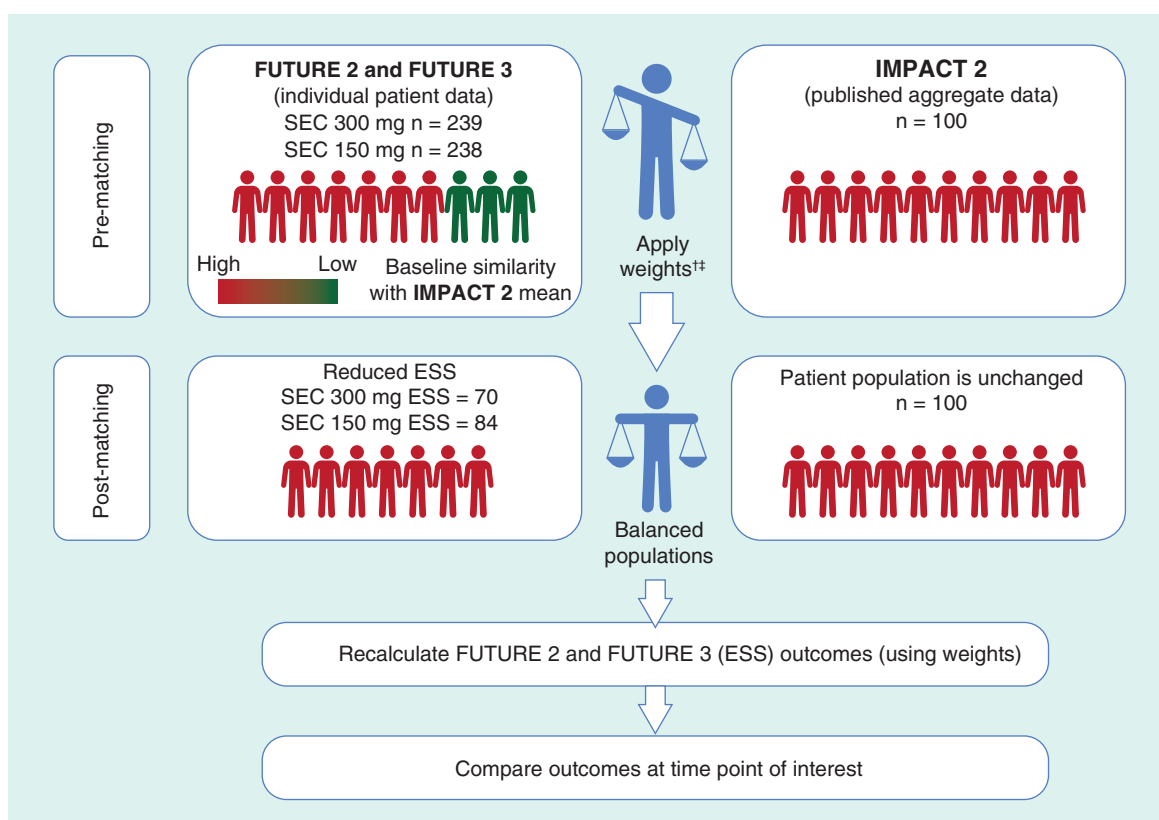 Pre-matching
FUTURE 2 and FUTURE 3
(individual patient data)
SEC 300 mg n = 239
SEC 150 mg n = 238
High
Low
Baseline similarity
with IMPACT 2 mean
Apply
weights†‡
IMPACT 2
(published aggregate data)
n = 100
Post-matching
Reduced ESS
SEC 300 mg ESS = 70
SEC 150 mg ESS = 84
Balanced
populations
Patient population is unchanged
n = 100
Recalculate FUTURE 2 and FUTURE 3 (ESS) outcomes (using weights)
Compare outcomes at time point of interest